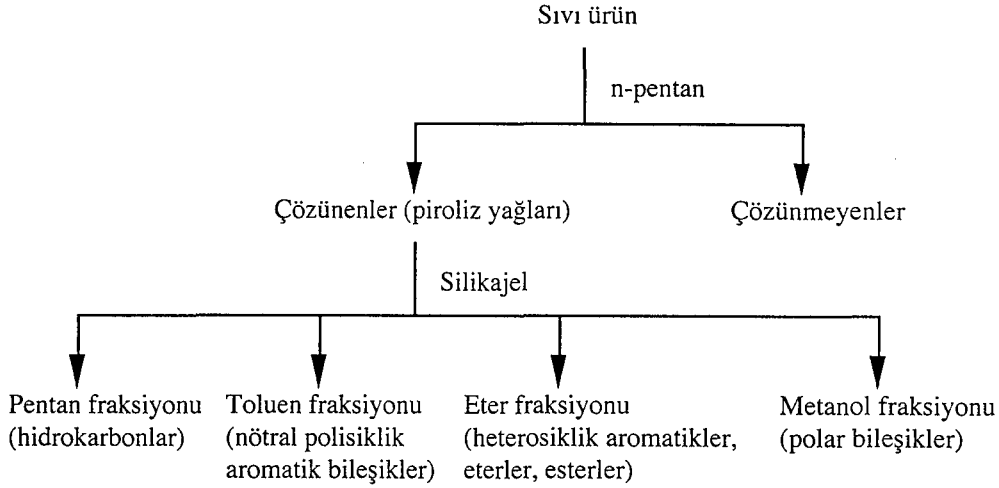 Sıvı ürün
n-pentan
Çözünenler (piroliz yağları)
Çözünmeyenler
Silikajel
Pentan fraksiyonu
(hidrokarbonlar)
Toluen fraksiyonu
(nötral polisiklik
aromatik bileşikler)
Eter fraksiyonu
(heterosiklik aromatikler,
eterler, esterler)
Metanol fraksiyonu
(polar bileşikler)